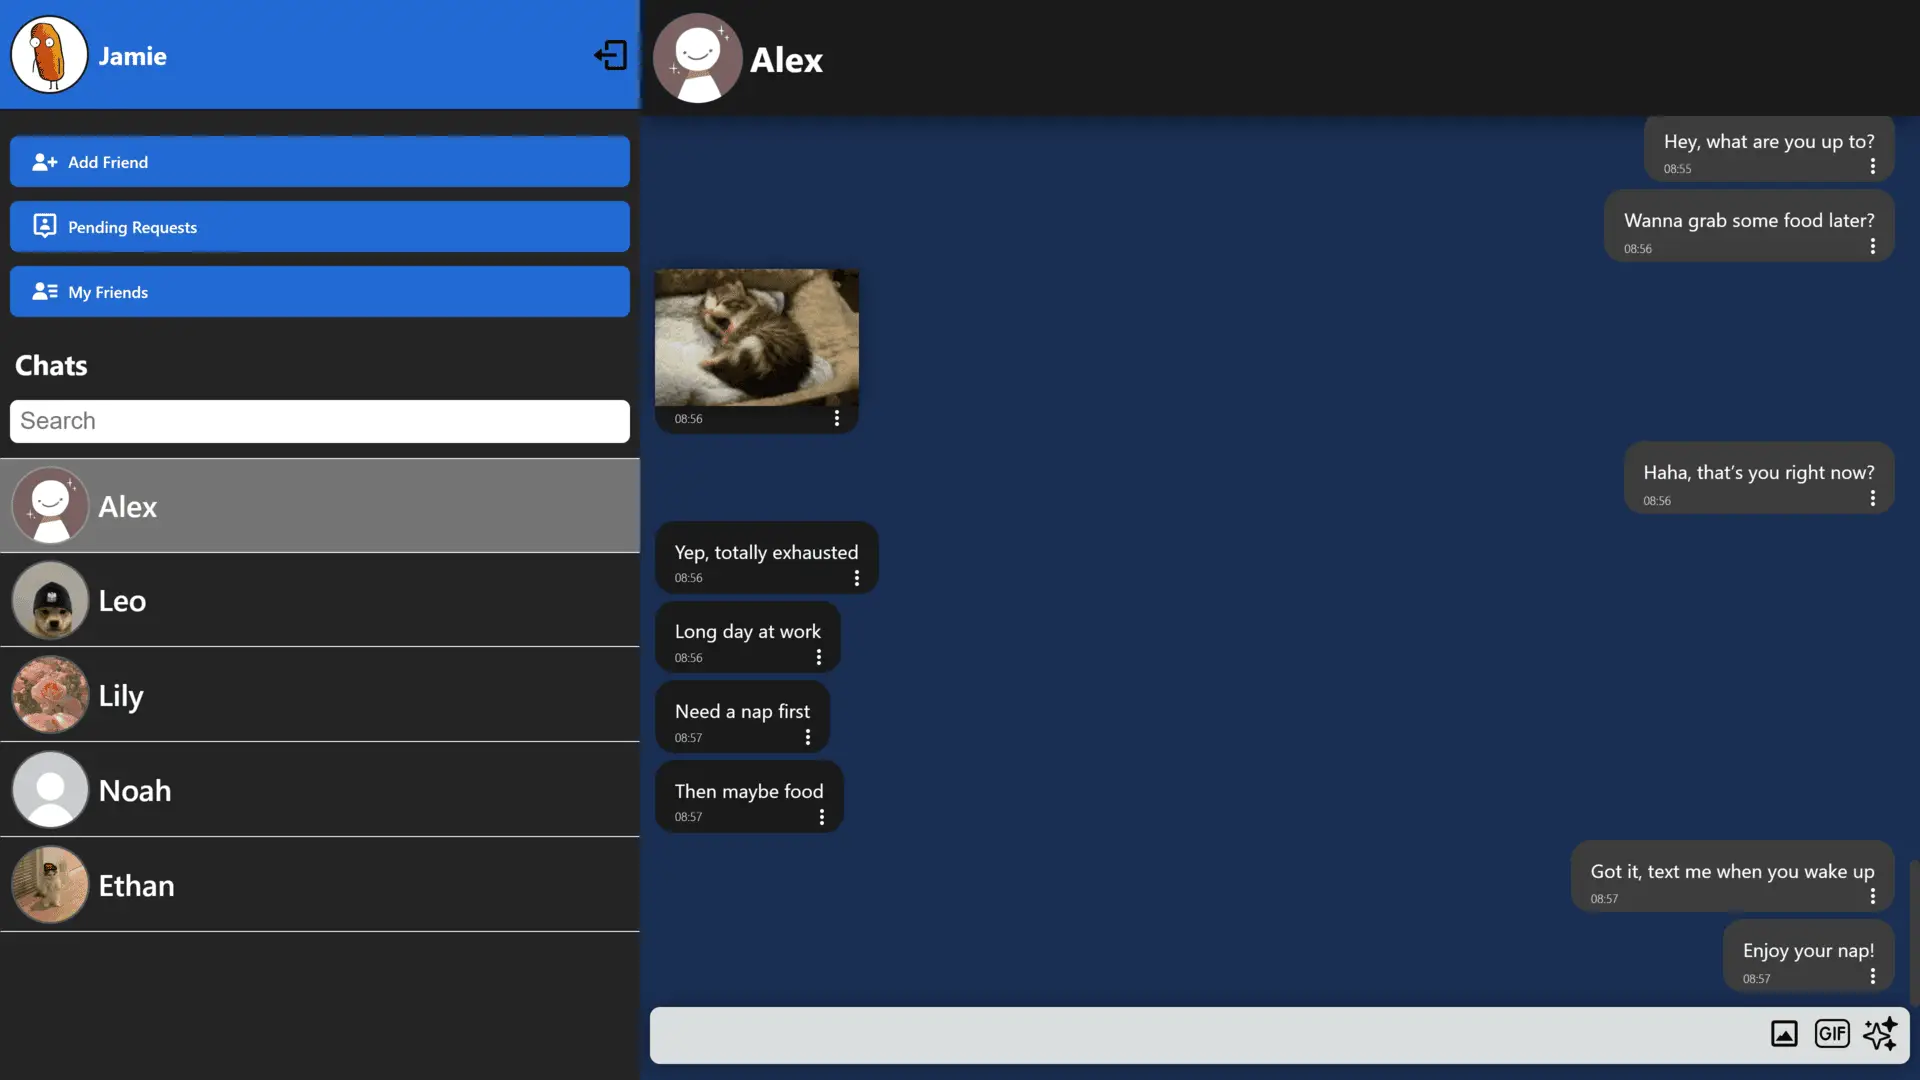 Jamie
Add Friend
Pending Requests
My Friends
Chats
Search
Alex
Leo
Lily
Noah
Ethan
Alex
Hey, what are you up to?
08:55
Wanna grab some food later?
08:56
08:56
Haha, that's you right now?
08:56
Yep, totally exhausted
08:56
Long day at work
08:56
Need a nap first
08:57
Then maybe food
08:57
Got it, text me when you wake up
08:57
Enjoy your nap!
08:57
GIF